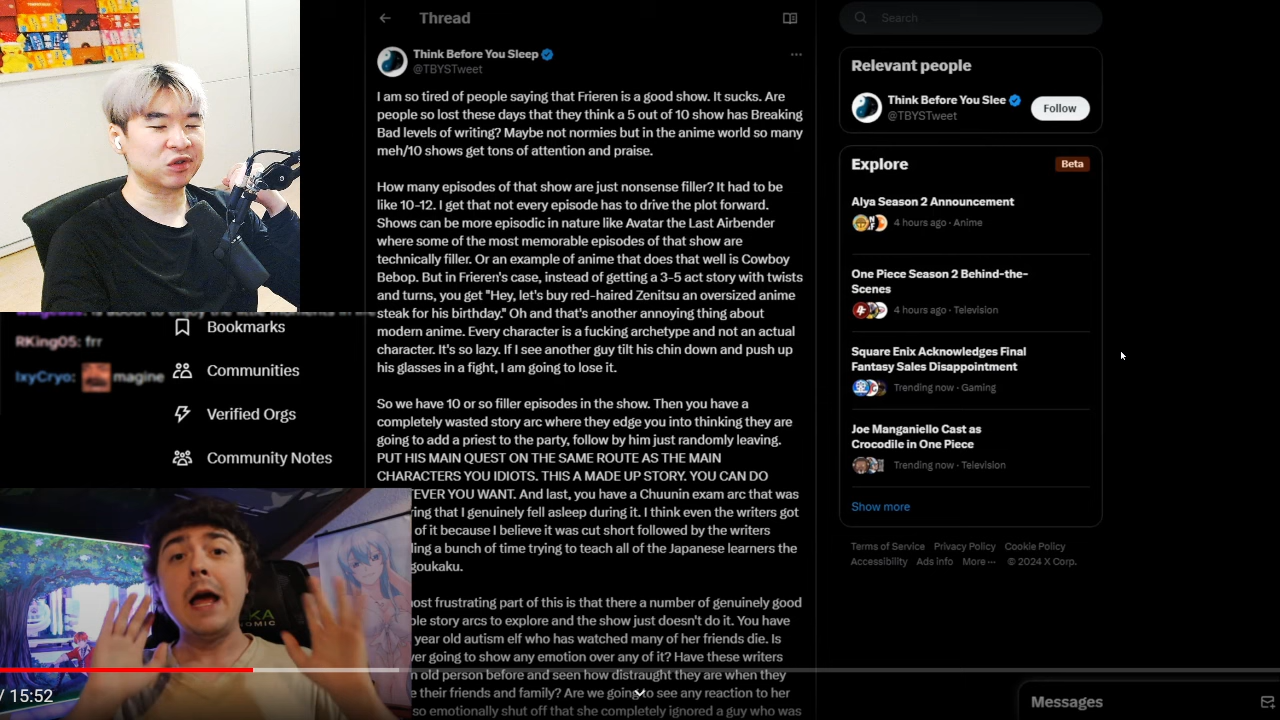 Thread
Think Before You Sleep
@TBYSTweet
I am so tired of people saying that Frieren is a good show. It sucks. Are
people so lost these days that they think a 5 out of 10 show has Breaking
Bad levels of writing? Maybe not normies but in the anime world so many
meh/10 shows get tons of attention and praise.
How many episodes of that show are just nonsense filler? It had to be
like 10-12. I get that not every episode has to drive the plot forward.
Shows can be more episodic in nature like Avatar the Last Airbender
where some of the most memorable episodes of that show are
technically filler. Or an example of anime that does that well is Cowboy
Bebop. But in Frieren's case, instead of getting a 3-5 act story with twists
and turns, you get "Hey, let's buy red-haired Zenitsu an oversized anime
steak for his birthday." Oh and that's another annoying thing about
modern anime. Every character is a fucking archetype and not an actual
character. It's so lazy. If I see another guy tilt his chin down and push up
his glasses in a fight, I am going to lose it.
So we have 10 or so filler episodes in the show. Then you have a
completely wasted story arc where they edge you into thinking they are
going to add a priest to the party, follow by him just randomly leaving.
PUT HIS MAIN QUEST ON THE SAME ROUTE AS THE MAIN
CHARACTERS YOU IDIOTS. THIS A MADE UP STORY. YOU CAN DO
EVER YOU WANT. And last, you have a Chuunin exam arc that was
ring that I genuinely fell asleep during it. I think even the writers got
of it because I believe it was cut short followed by the writers
ling a bunch of time trying to teach all of the Japanese learners the
goukaku.
ost frustrating part of this is that there a number of genuinely good
ble story arcs to explore and the show just doesn't do it. You have
year old autism elf who has watched many of her friends die. Is
ver going to show any emotion over any of it? Have these writers
n old person before and seen how distraught they are when they
e their friends and family? Are we going to see any reaction to her
so emotionally shut off that she completely ignored a guy who was
RKing05: frr
IxyCryo: magine
Bookmarks
Communities
Verified Orgs
Community Notes
/ 15:52
Search
Relevant people
Think Before You Slee
@TBYSTweet
Follow
Explore
Beta
Alya Season 2 Announcement
4 hours ago · Anime
One Piece Season 2 Behind-the-
Scenes
4 hours ago · Television
Square Enix Acknowledges Final
Fantasy Sales Disappointment
Trending now · Gaming
Joe Manganiello Cast as
Crocodile in One Piece
Trending now · Television
Show more
Terms of Service Privacy Policy Cookie Policy
Accessibility Ads info More ··· © 2024 X Corp.
Messages